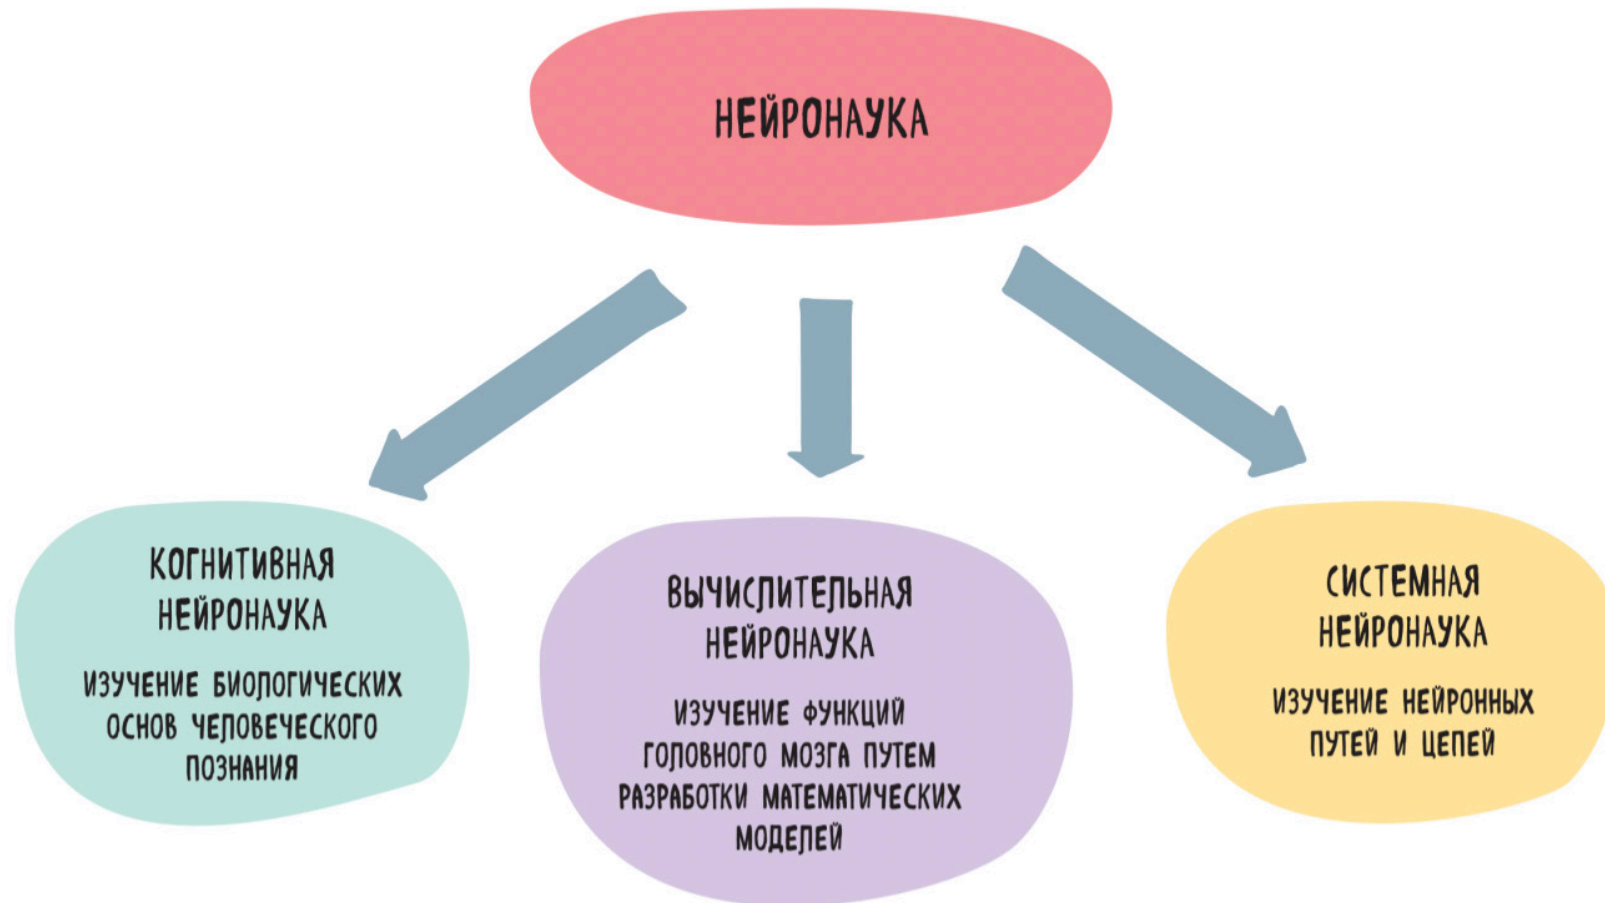 НЕЙРОНАУКА
КОГНИТИВНАЯ
НЕЙРОНАУКА
ИЗУЧЕНИЕ БИОЛОГИЧЕСКИХ
ОСНОВ ЧЕЛОВЕЧЕСКОГО
ПОЗНАНИЯ
ВЫЧИСЛИТЕЛЬНАЯ
НЕЙРОНАУКА
ИЗУЧЕНИЕ ФУНКЦИЙ
ГОЛОВНОГО МОЗГА ПУТЕМ
РАЗРАБОТКИ МАТЕМАТИЧЕСКИХ
МОДЕЛЕЙ
СИСТЕМНАЯ
НЕЙРОНАУКА
ИЗУЧЕНИЕ НЕЙРОННЫХ
ПУТЕЙ И ЦЕПЕЙ